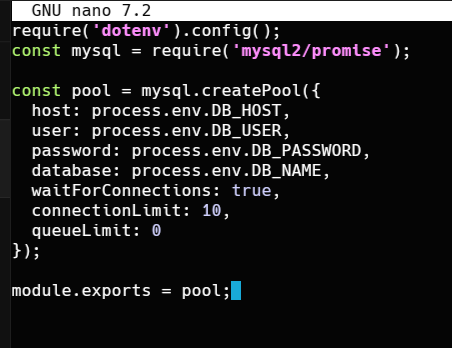 GNU nano 7.2
require('dotenv').config();
const mysql = require('mysql2/promise');
const pool = mysql.createPool({
  host: process.env.DB_HOST,
  user: process.env.DB_USER,
  password: process.env.DB_PASSWORD,
  database: process.env.DB_NAME,
  waitForConnections: true,
  connectionLimit: 10,
  queueLimit: 0
});
module.exports = pool;